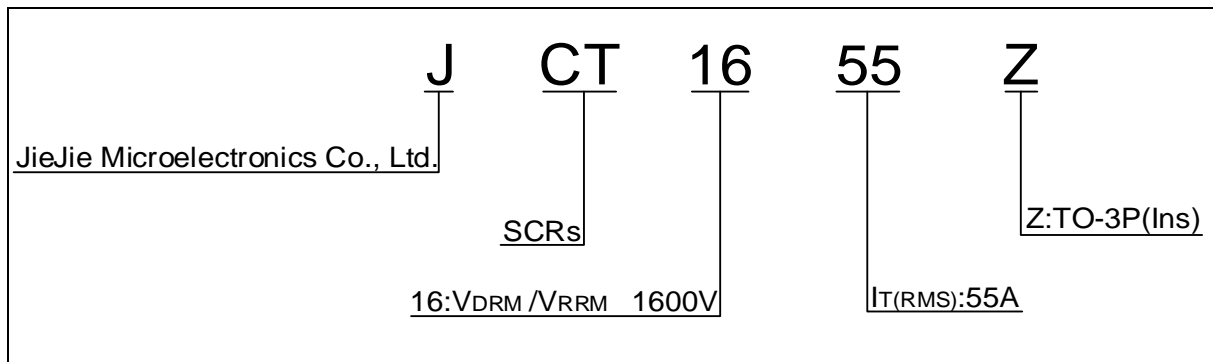 J CT 16 55 Z
JieJie Microelectronics Co., Ltd.
SCRs
Z:TO-3P(Ins)
16:VDRM /VRRM 1600V
IT(RMS):55A